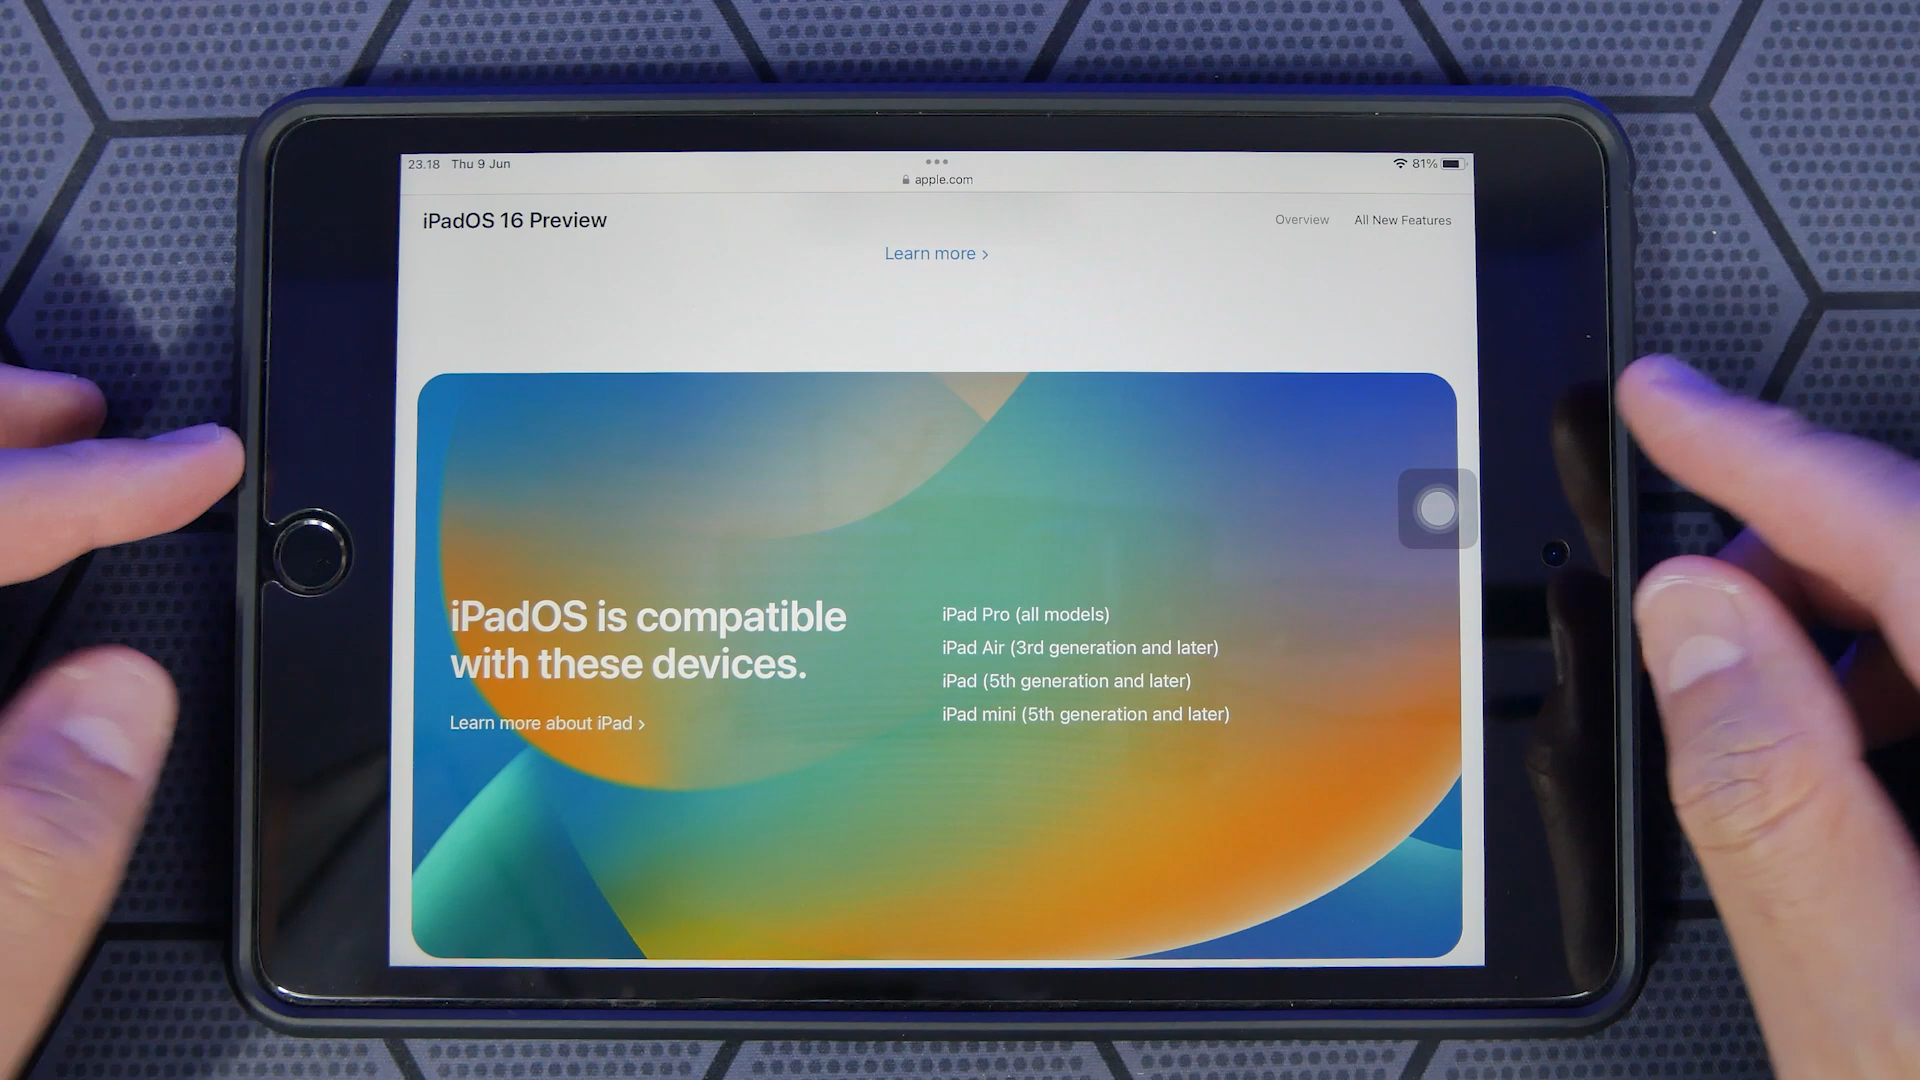 23.18 Thu 9 Jun
81%
apple.com
iPadOS 16 Preview
Overview
All New Features
Learn more >
iPadOS is compatible
with these devices.
Learn more about iPad >
iPad Pro (all models)
iPad Air (3rd generation and later)
iPad (5th generation and later)
iPad mini (5th generation and later)